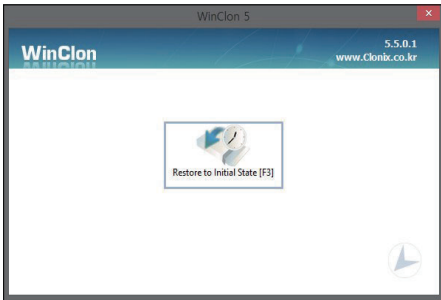 WinClon 5
WinClon
5.5.0.1
www.Clonix.co.kr
Restore to Initial State [F3]